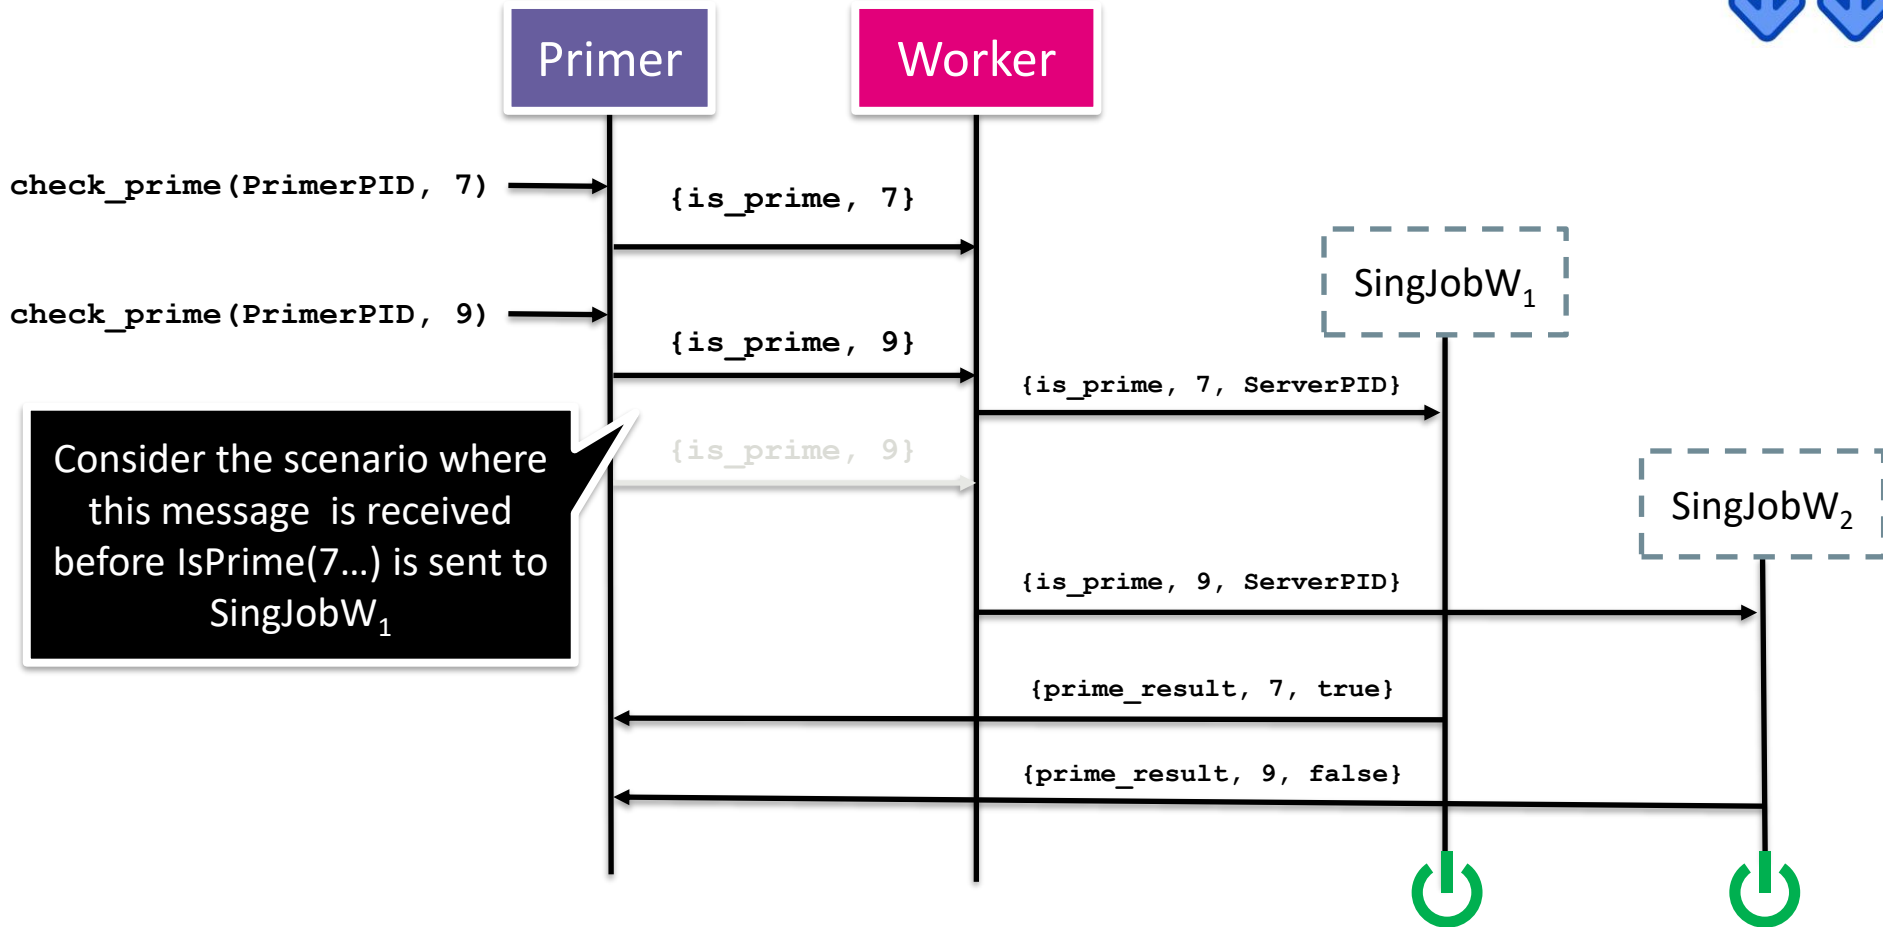 Primer
Worker
check_prime(PrimerPID, 7)
{is_prime, 7}
check_prime(PrimerPID, 9)
{is_prime, 9}
SingJobW₁
{is_prime, 7, ServerPID}
Consider the scenario where
this message  is received
before IsPrime(7…) is sent to
SingJobW₁
{is_prime, 9}
SingJobW₂
{is_prime, 9, ServerPID}
{prime_result, 7, true}
{prime_result, 9, false}